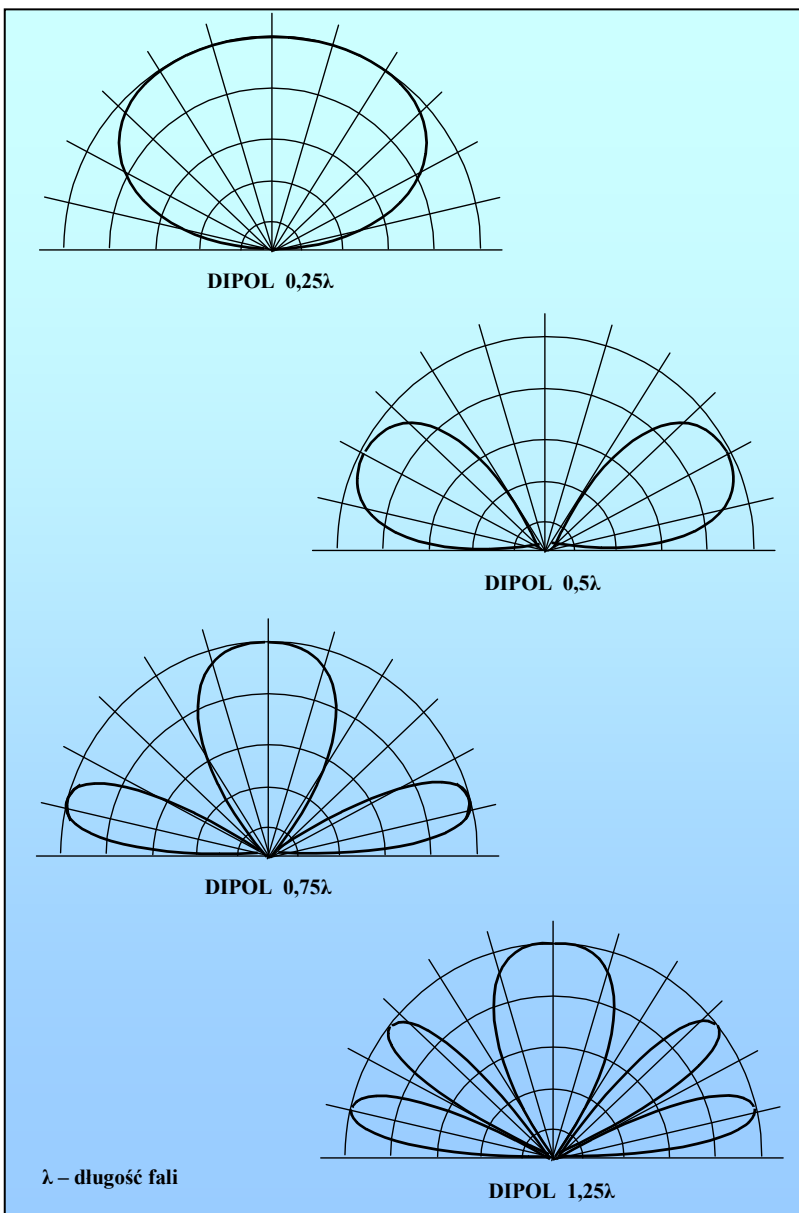 DIPOL 0,25λ
DIPOL 0,5λ
DIPOL 0,75λ
λ – długość fali
DIPOL 1,25λ